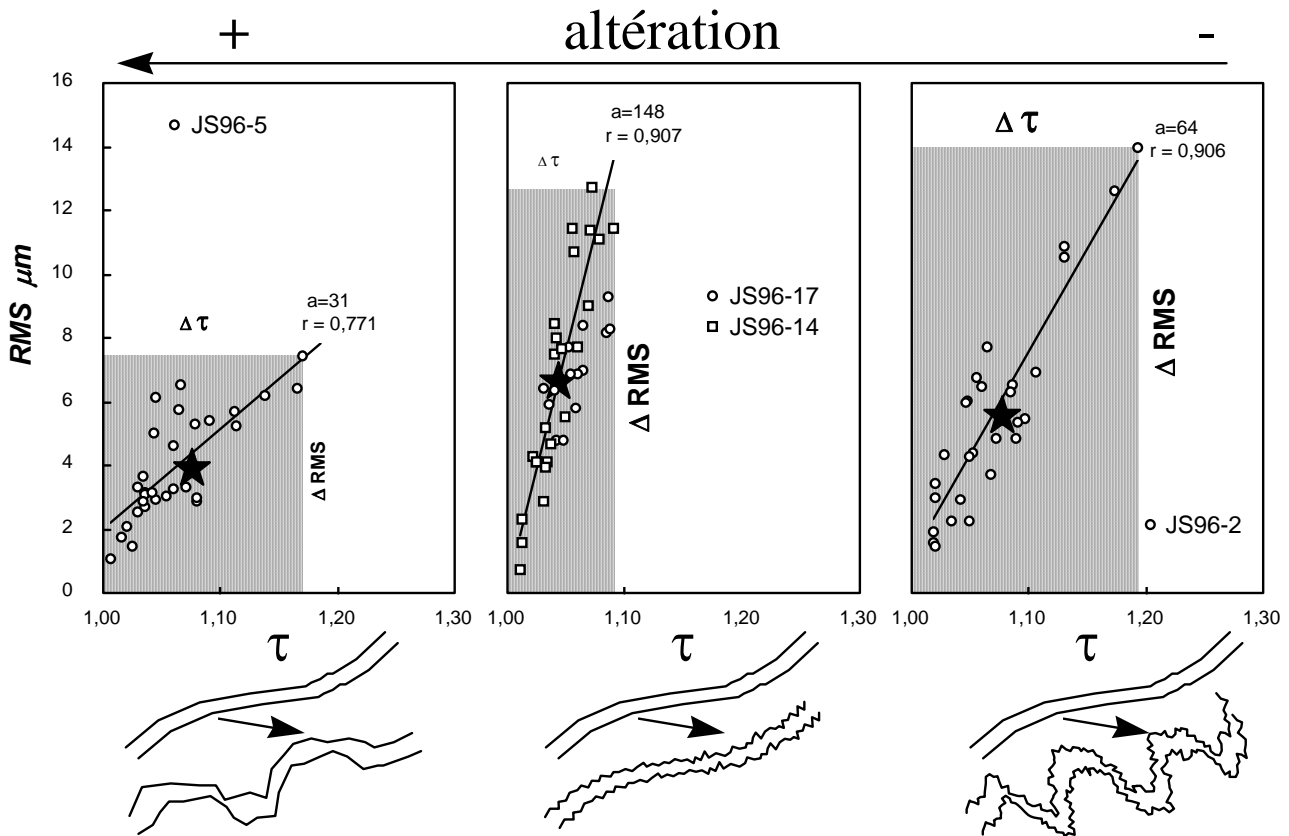 + altération -
16
14
12
10
8
6
4
2
0
RMS μm
JS96-5
Δ τ
a=31
r = 0,771
Δ RMS
1,00 1,10 1,20 1,30
τ
a=148
r = 0,907
Δ τ
JS96-17
JS96-14
Δ RMS
1,00 1,10 1,20 1,30
τ
Δ τ
a=64
r = 0,906
Δ RMS
JS96-2
1,00 1,10 1,20 1,30
τ